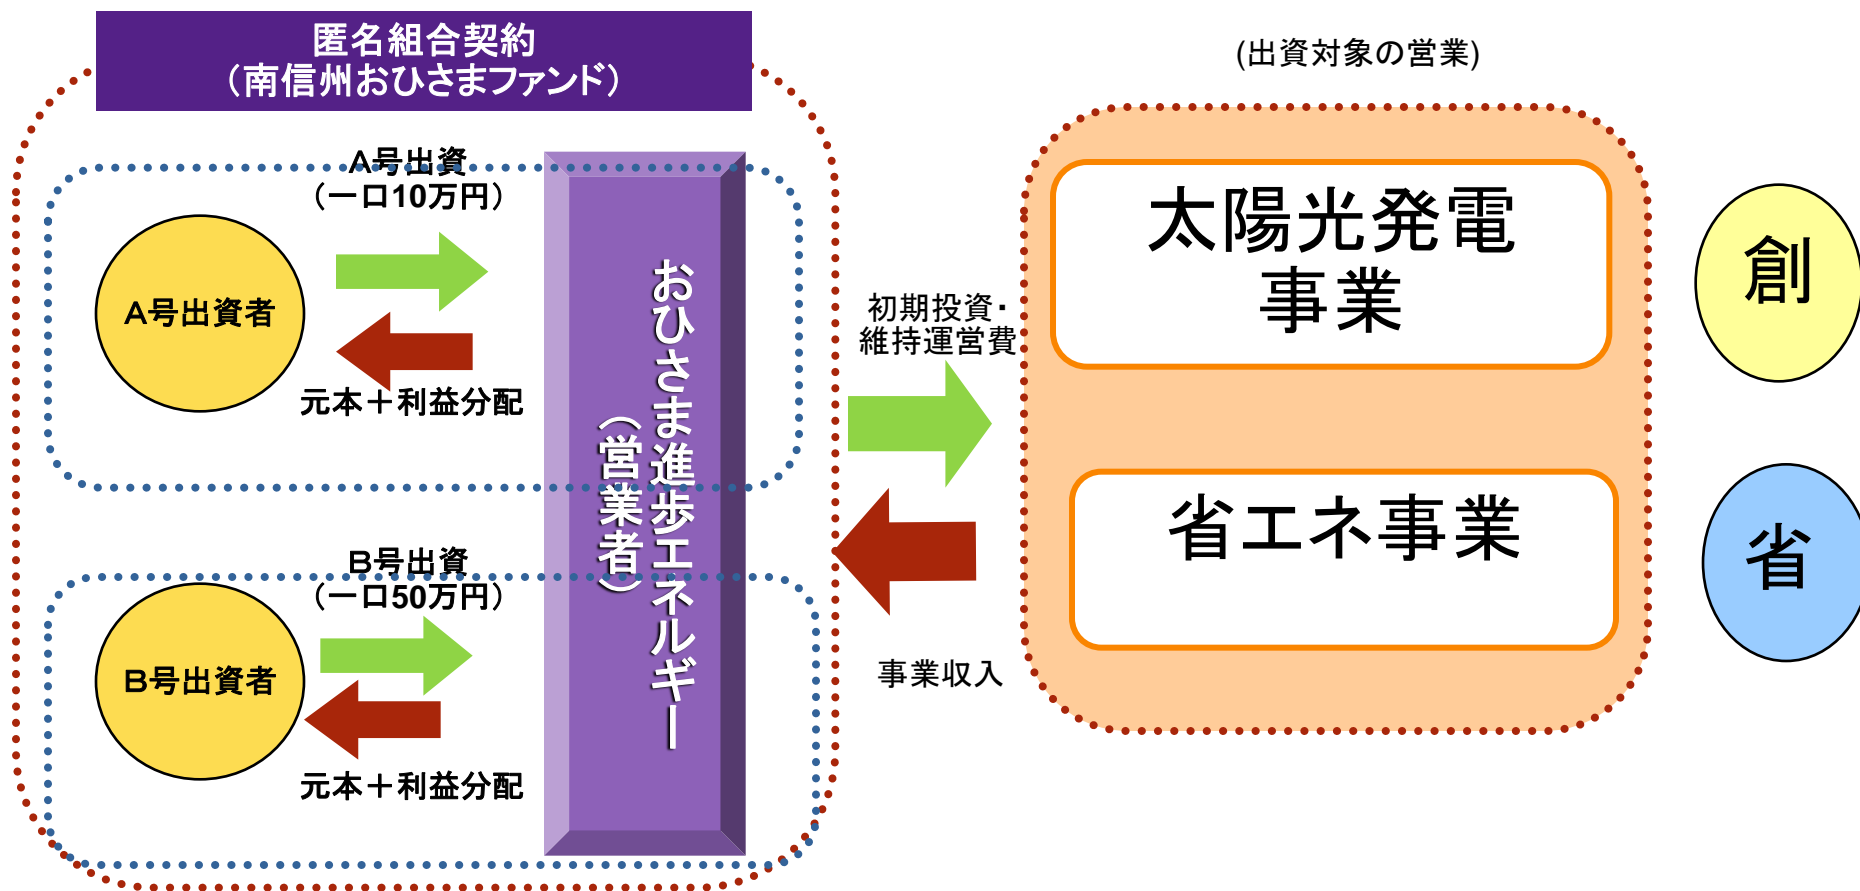 匿名組合契約
（南信州おひさまファンド）
A号出資
（一口10万円）
A号出資者
元本＋利益分配
B号出資
（一口50万円）
B号出資者
元本＋利益分配
おひさま進歩エネルギー
（営業者）
初期投資・
維持運営費
事業収入
(出資対象の営業)
太陽光発電
事業
省エネ事業
創
省